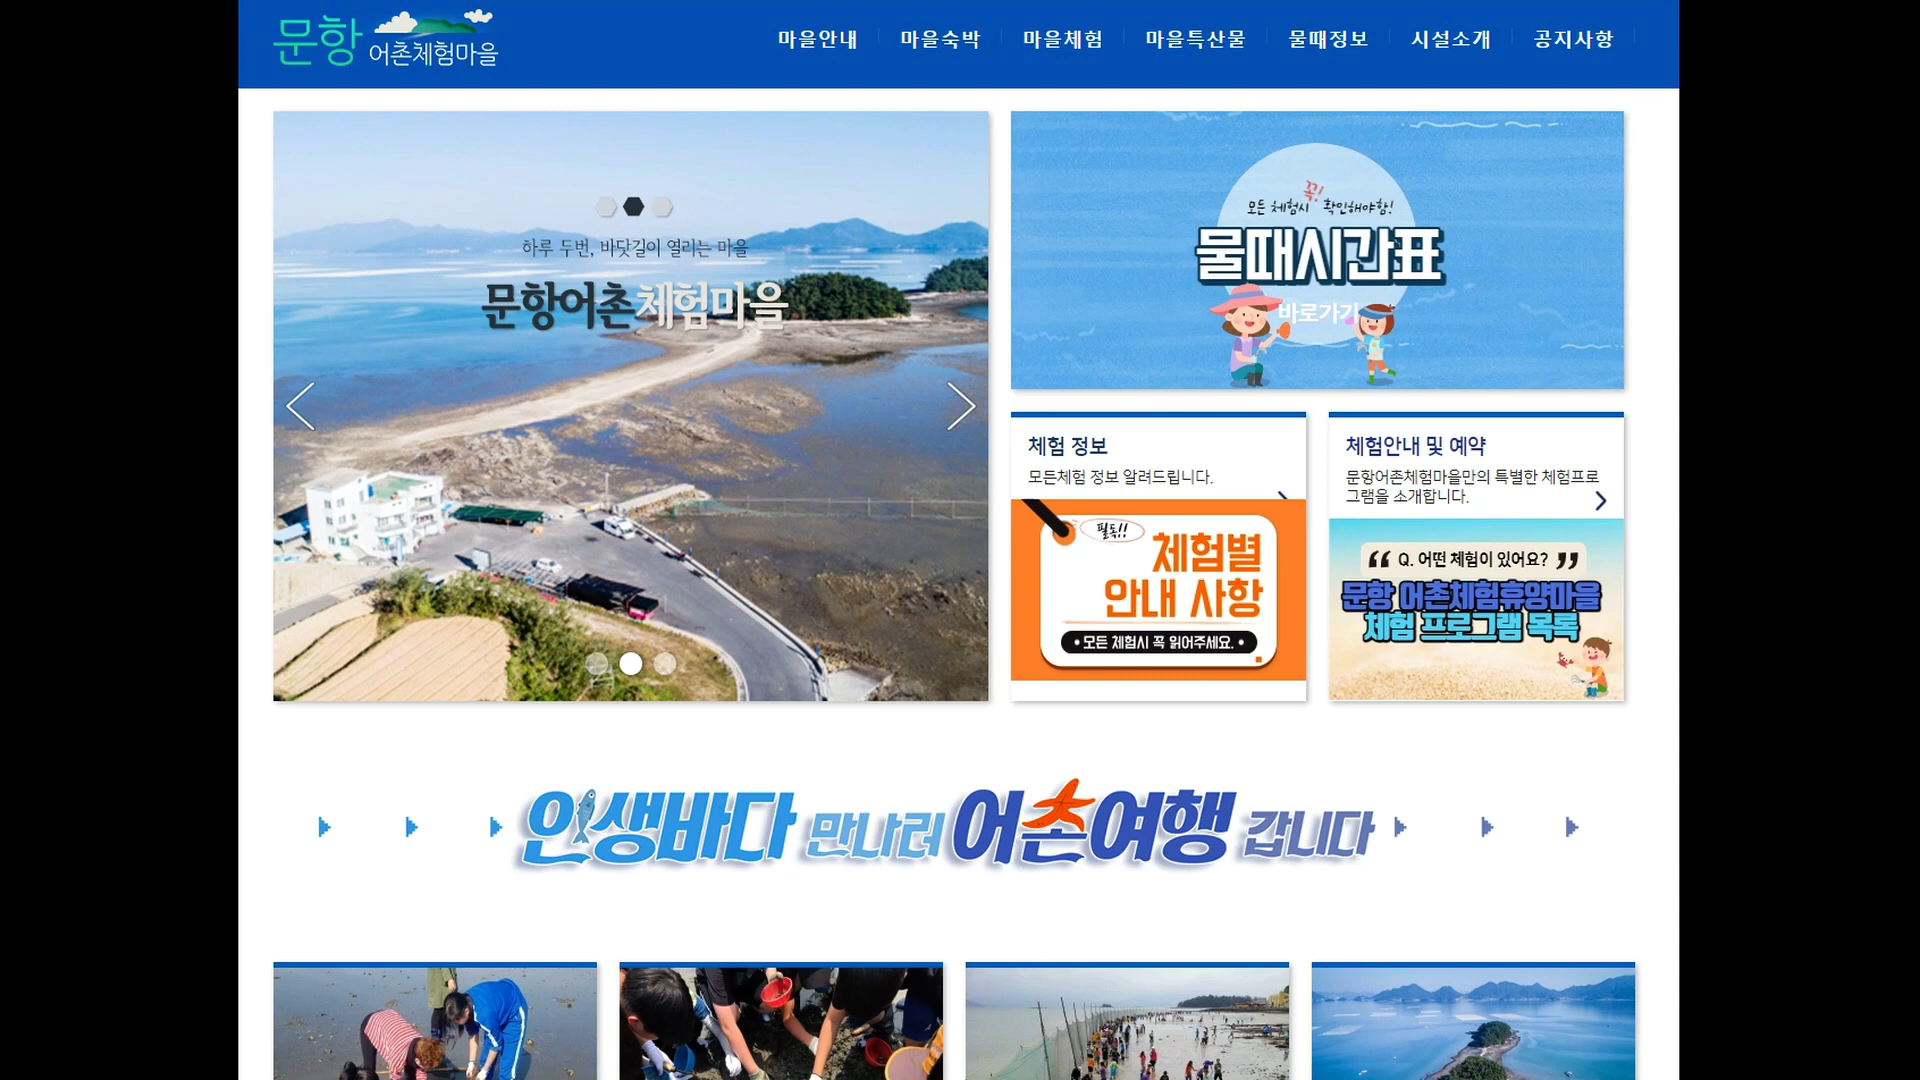 문항 어촌체험마을
마을안내 마을숙박 마을체험 마을특산물 물때정보 시설소개 공지사항
하루 두번, 바닷길이 열리는 마을
문항어촌체험마을
모든 체험시 꼭! 확인해야함!
물때시간표
바로가기
체험 정보
모든체험 정보 알려드립니다.
필독!!
체험별
안내 사항
• 모든 체험시 꼭 읽어주세요. •
체험안내 및 예약
문항어촌체험마을만의 특별한 체험프로
그램을 소개합니다.
“ Q. 어떤 체험이 있어요? ”
문항 어촌체험휴양마을
체험 프로그램 목록
인생바다 만나러 어촌여행 갑니다